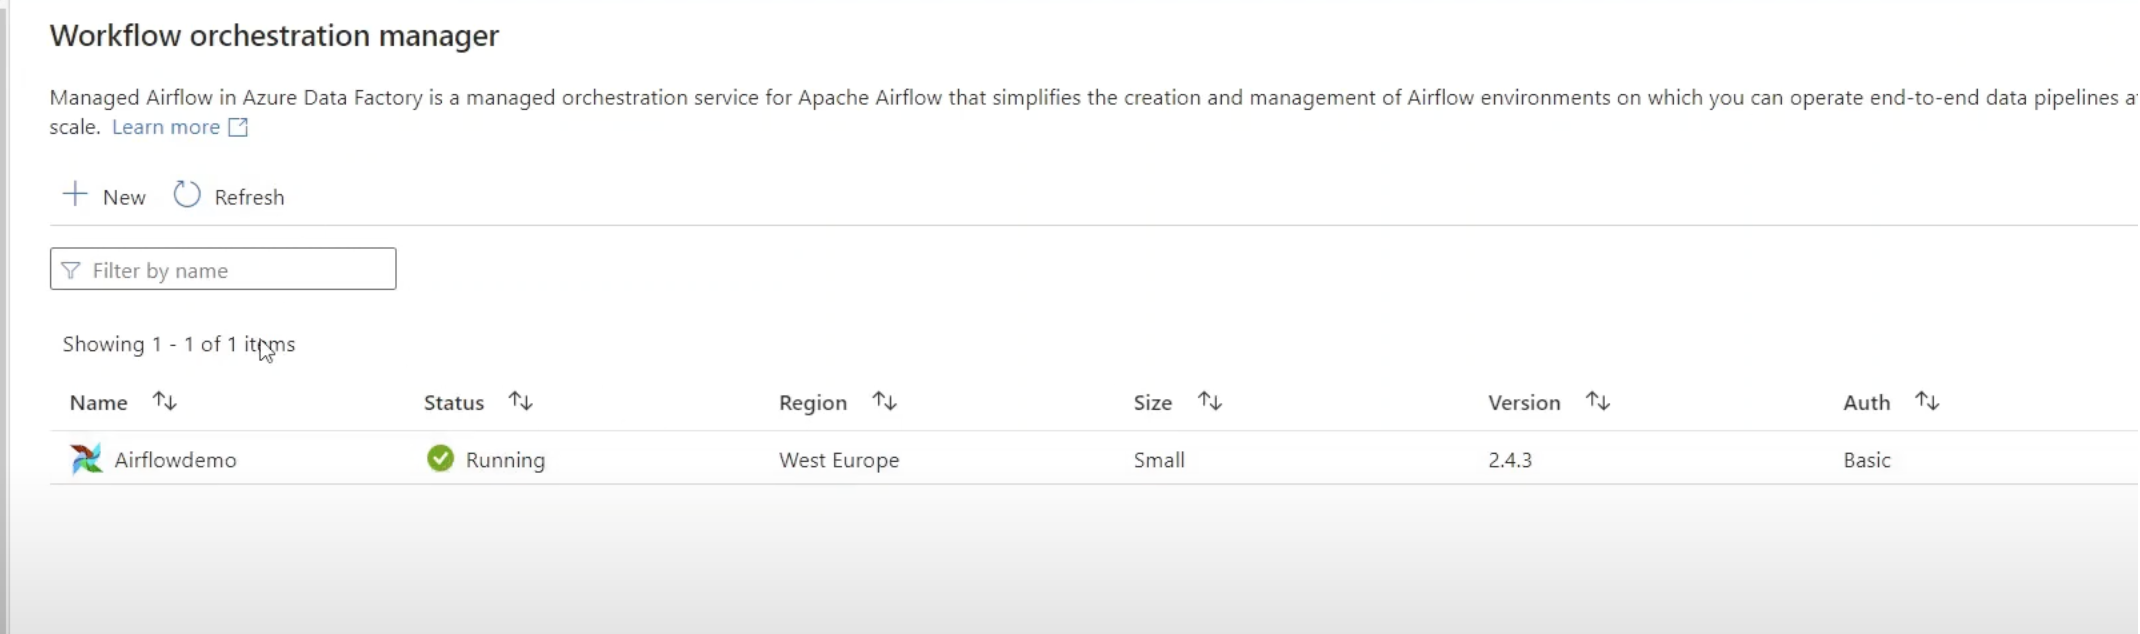 Workflow orchestration manager
Managed Airflow in Azure Data Factory is a managed orchestration service for Apache Airflow that simplifies the creation and management of Airflow environments on which you can operate end-to-end data pipelines at
scale. Learn more
New Refresh
Filter by name
Showing 1 - 1 of 1 items
Name Status Region Size Version Auth
Airflowdemo Running West Europe Small 2.4.3 Basic